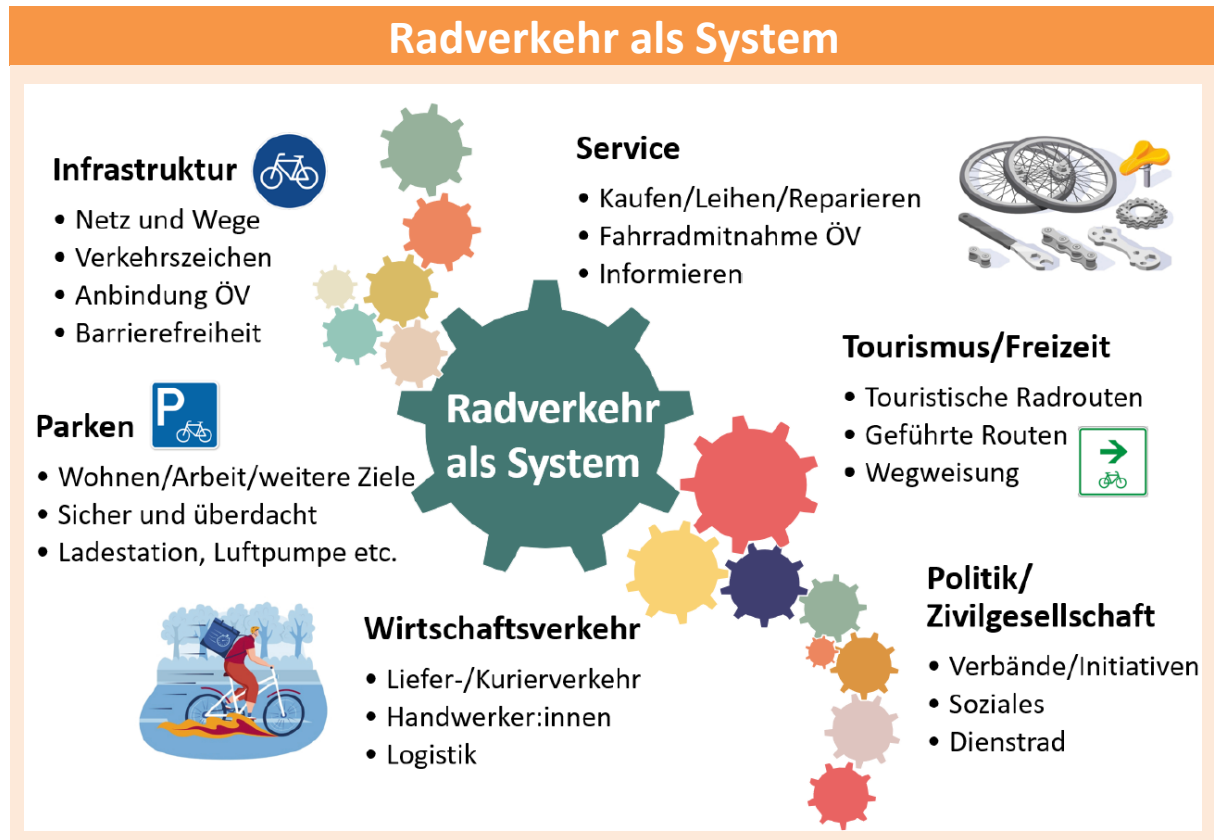 Radverkehr als System
Infrastruktur
• Netz und Wege
• Verkehrszeichen
• Anbindung ÖV
• Barrierefreiheit
Service
• Kaufen/Leihen/Reparieren
• Fahrradmitnahme ÖV
• Informieren
Parken
P
• Wohnen/Arbeit/weitere Ziele
• Sicher und überdacht
• Ladestation, Luftpumpe etc.
Radverkehr
als System
Tourismus/Freizeit
• Touristische Radrouten
• Geführte Routen
• Wegweisung
Wirtschaftsverkehr
• Liefer-/Kurierverkehr
• Handwerker:innen
• Logistik
Politik/
Zivilgesellschaft
• Verbände/Initiativen
• Soziales
• Dienstrad